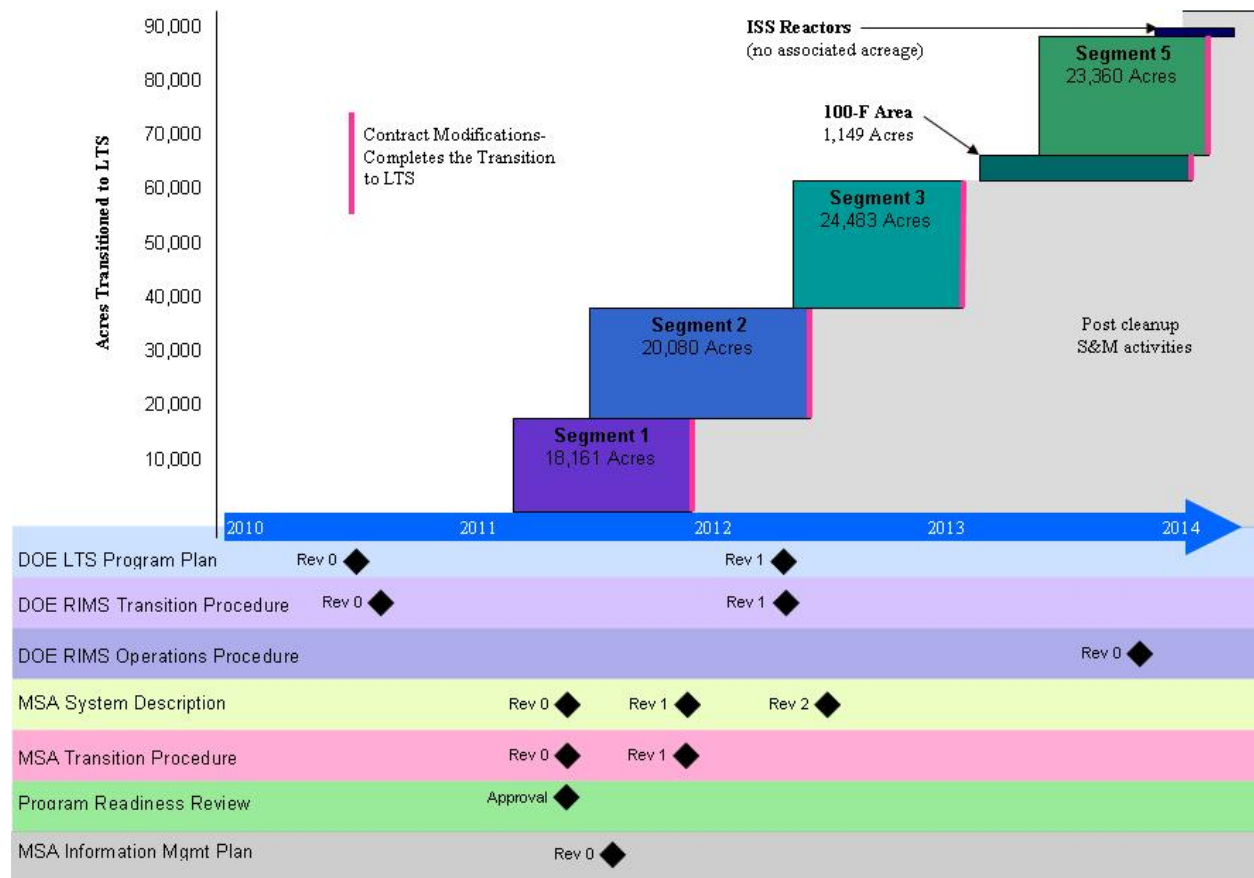 90,000
80,000
70,000
60,000
50,000
40,000
30,000
20,000
10,000
Acres Transitioned to LTS
Contract Modifications-
Completes the Transition
to LTS
ISS Reactors
(no associated acreage)
Segment 5
23,360 Acres
100-F Area
1,149 Acres
Segment 3
24,483 Acres
Segment 2
20,080 Acres
Segment 1
18,161 Acres
Post cleanup
S&M activities
2010 2011 2012 2013 2014
DOE LTS Program Plan Rev 0 Rev 1
DOE RIMS Transition Procedure Rev 0 Rev 1
DOE RIMS Operations Procedure Rev 0
MSA System Description Rev 0 Rev 1 Rev 2
MSA Transition Procedure Rev 0 Rev 1
Program Readiness Review Approval
MSA Information Mgmt Plan Rev 0